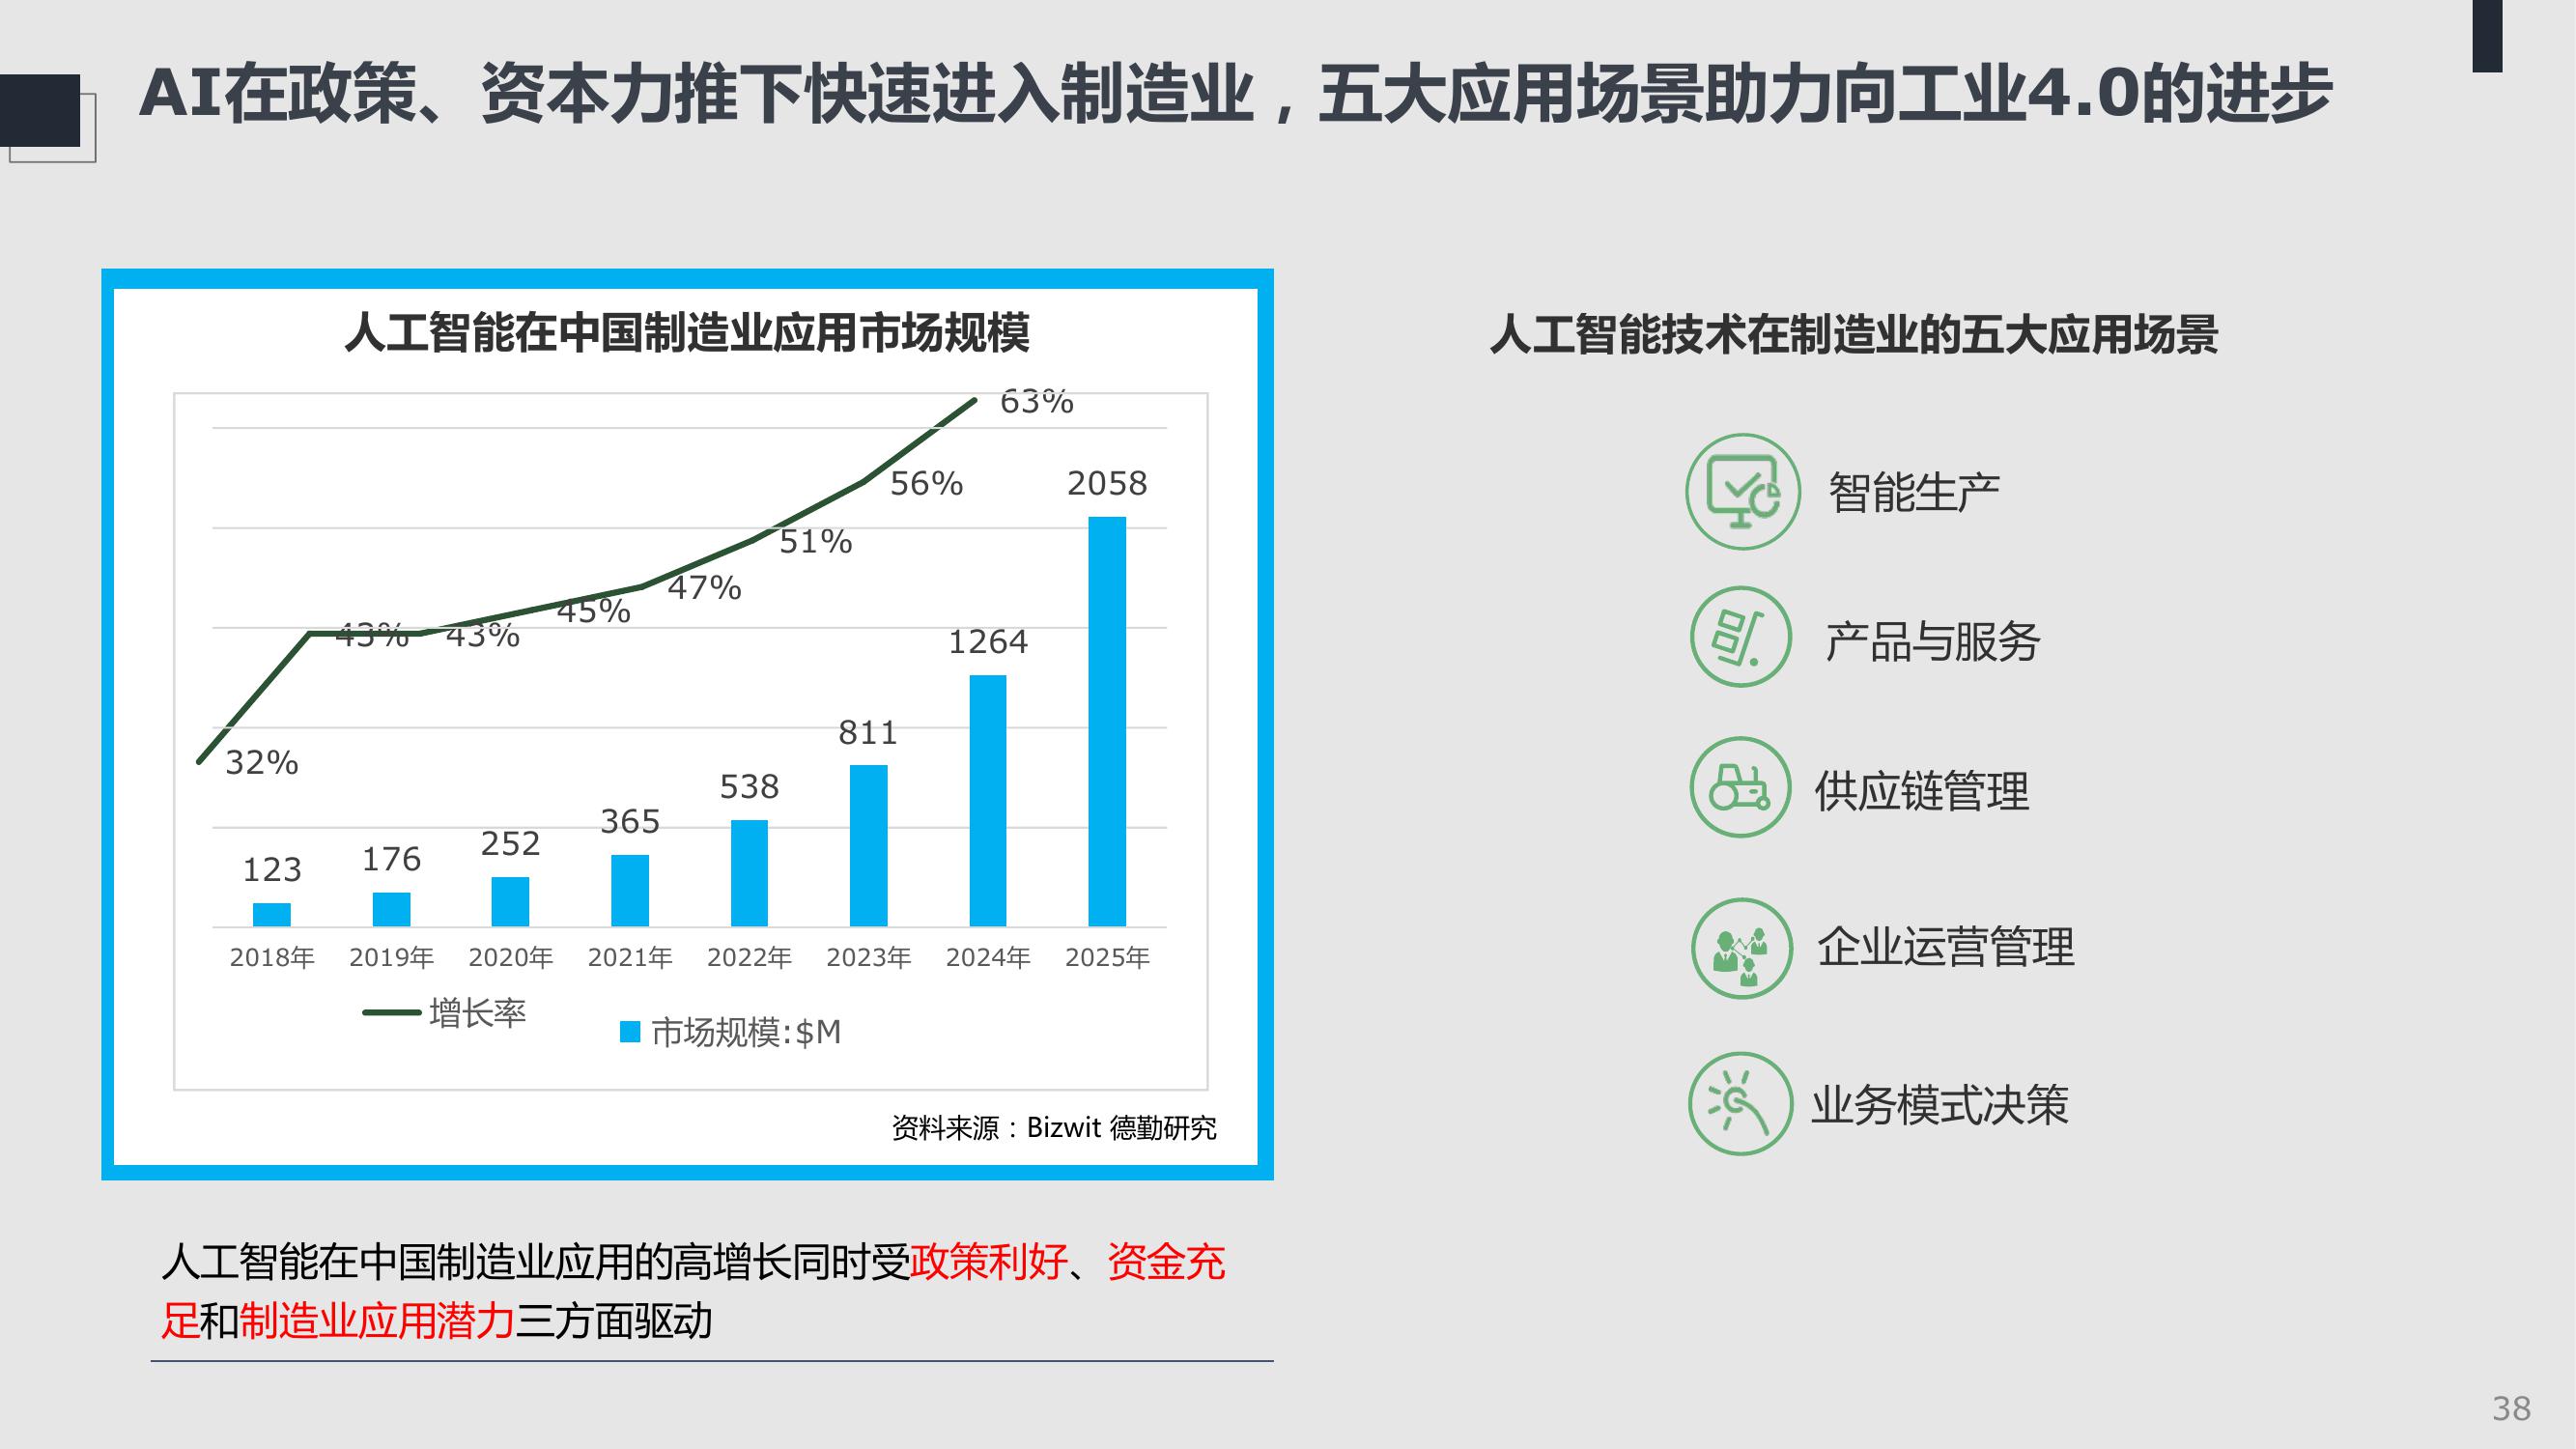 AI在政策、资本力推下快速进入制造业，五大应用场景助力向工业4.0的进步
人工智能在中国制造业应用市场规模
63%
56%
51%
47%
45%
43%
43%
32%
2058
1264
811
538
365
252
176
123
2018年 2019年 2020年 2021年 2022年 2023年 2024年 2025年
增长率
市场规模:$M
资料来源：Bizwit 德勤研究
人工智能在中国制造业应用的高增长同时受政策利好、资金充
足和制造业应用潜力三方面驱动
人工智能技术在制造业的五大应用场景
智能生产
产品与服务
供应链管理
企业运营管理
业务模式决策
38